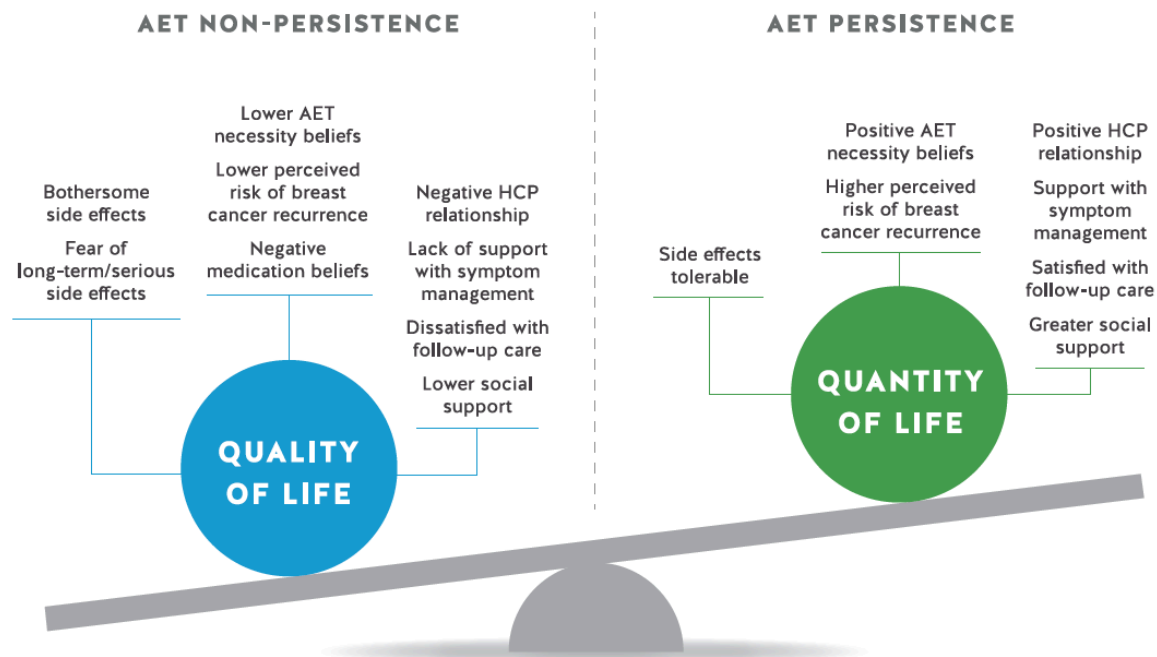 AET NON-PERSISTENCE
Bothersome
side effects
Fear of
long-term/serious
side effects
Lower AET
necessity beliefs
Lower perceived
risk of breast
cancer recurrence
Negative
medication beliefs
Negative HCP
relationship
Lack of support
with symptom
management
Dissatisfied with
follow-up care
Lower social
support
QUALITY
OF LIFE
AET PERSISTENCE
Side effects
tolerable
Positive AET
necessity beliefs
Higher perceived
risk of breast
cancer recurrence
Positive HCP
relationship
Support with
symptom
management
Satisfied with
follow-up care
Greater social
support
QUANTITY
OF LIFE